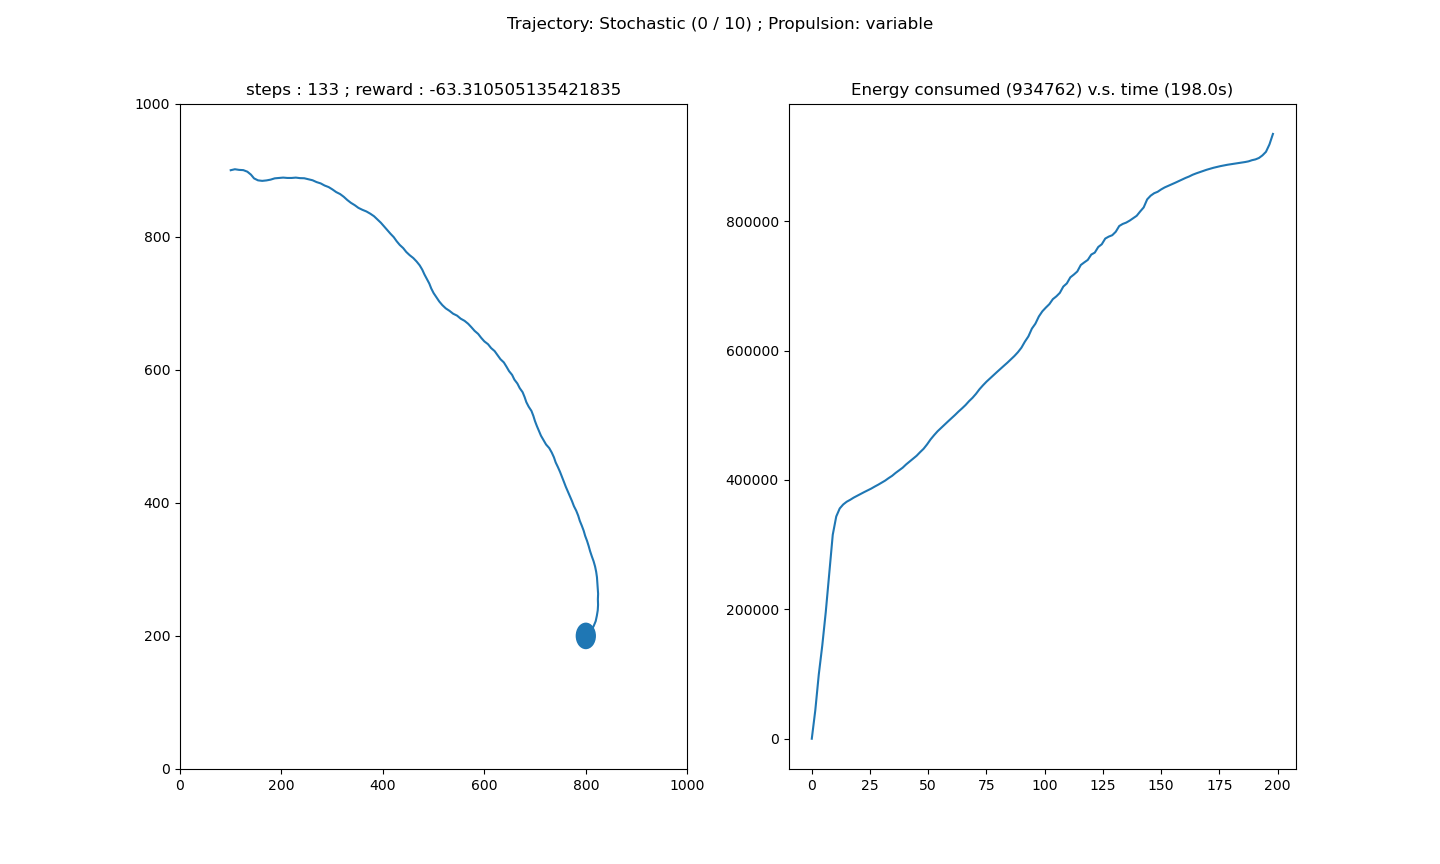 Trajectory: Stochastic (0 / 10) ; Propulsion: variable
steps : 133 ; reward : -63.310505135421835
1000
800
600
400
200
0
0 200 400 600 800 1000
Energy consumed (934762) v.s. time (198.0s)
800000
600000
400000
200000
0
0 25 50 75 100 125 150 175 200